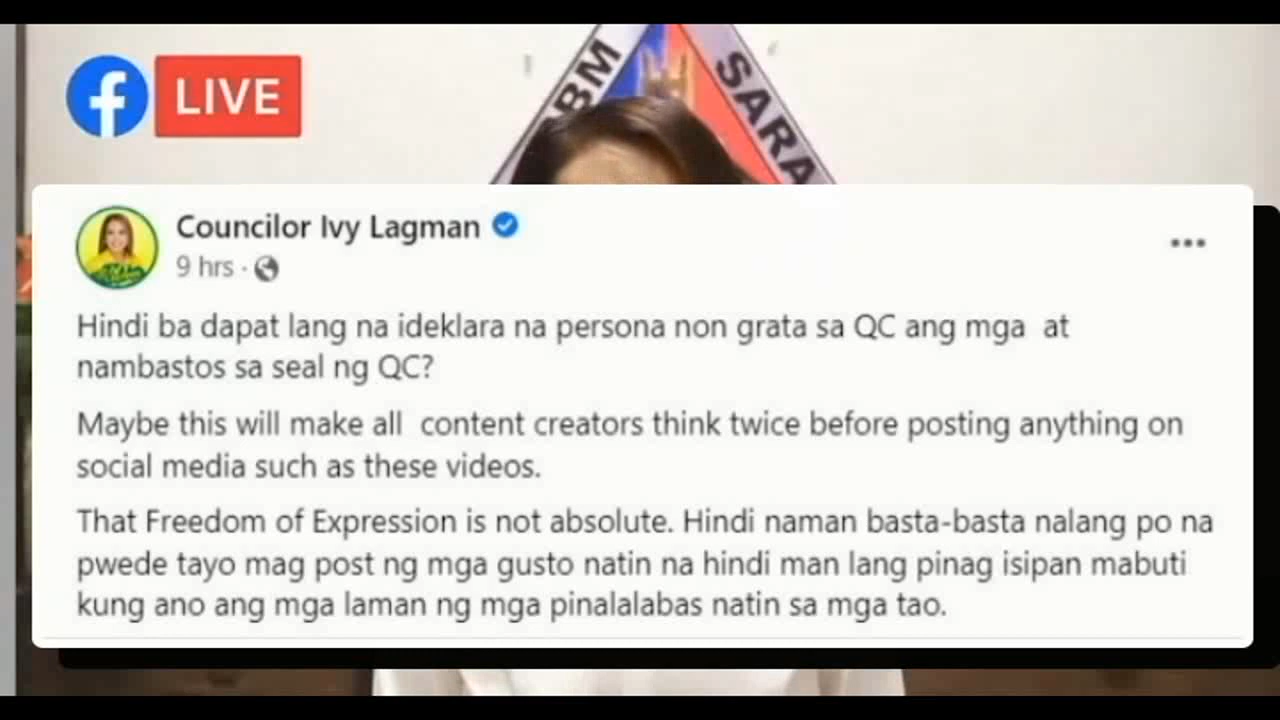 LIVE
BM
SARA
Councilor Ivy Lagman
9 hrs ·
Hindi ba dapat lang na ideklara na persona non grata sa QC ang mga at
nambastos sa seal ng QC?
Maybe this will make all content creators think twice before posting anything on
social media such as these videos.
That Freedom of Expression is not absolute. Hindi naman basta-basta nalang po na
pwede tayo mag post ng mga gusto natin na hindi man lang pinag isipan mabuti
kung ano ang mga laman ng mga pinalalabas natin sa mga tao.